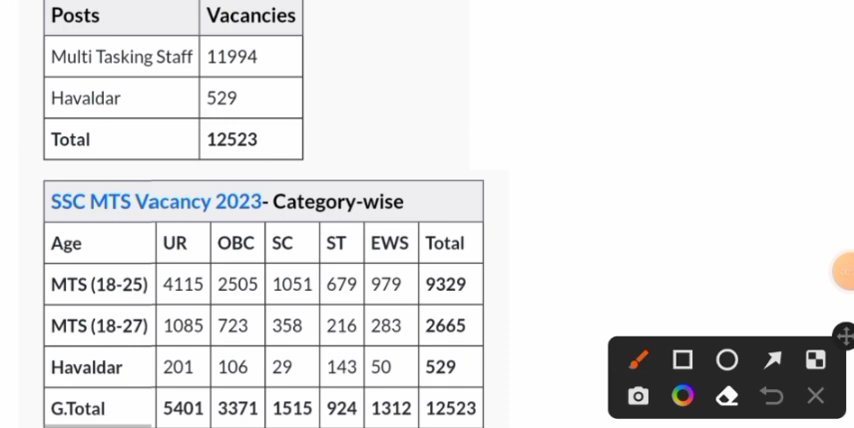 Posts Vacancies
Multi Tasking Staff 11994
Havaldar 529
Total 12523
SSC MTS Vacancy 2023- Category-wise
Age UR OBC SC ST EWS Total
MTS (18-25) 4115 2505 1051 679 979 9329
MTS (18-27) 1085 723 358 216 283 2665
Havaldar 201 106 29 143 50 529
G.Total 5401 3371 1515 924 1312 12523